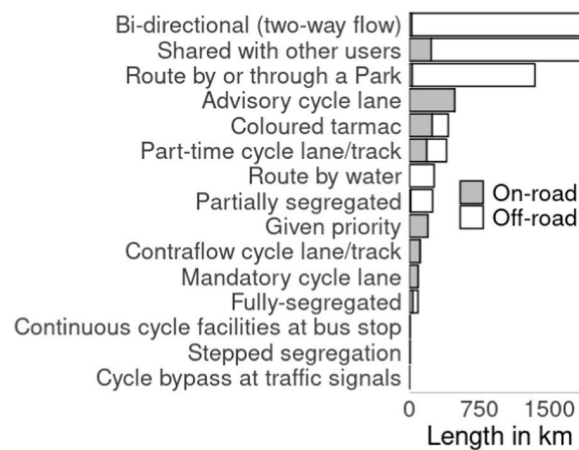 Bi-directional (two-way flow)
Shared with other users
Route by or through a Park
Advisory cycle lane
Coloured tarmac
Part-time cycle lane/track
Route by water
Partially segregated
Given priority
Contraflow cycle lane/track
Mandatory cycle lane
Fully-segregated
Continuous cycle facilities at bus stop
Stepped segregation
Cycle bypass at traffic signals
On-road
Off-road
0 750 1500
Length in km